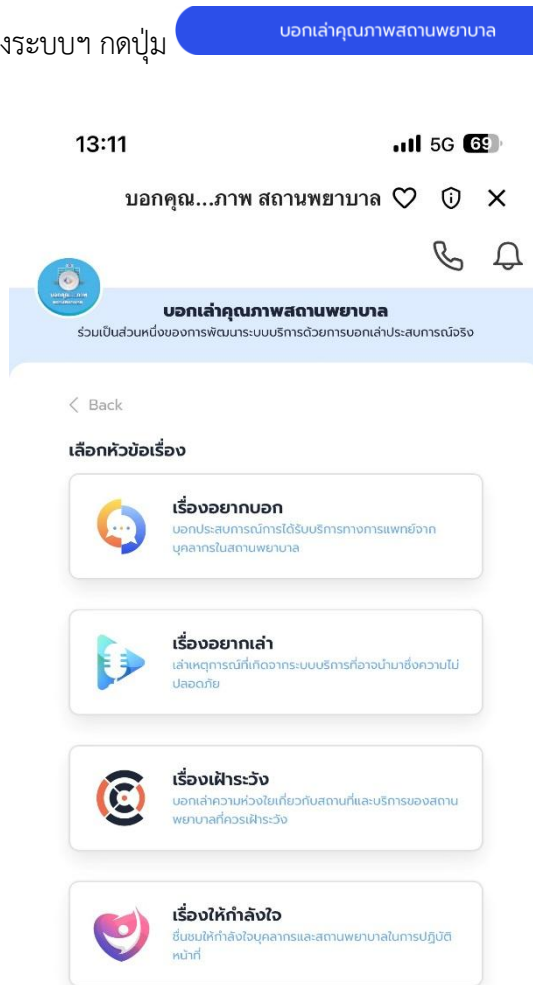 งระบบฯ กดปุ่ม บอกเล่าคุณภาพสถานพยาบาล
13:11 5G 69
บอกคุณ...ภาพ สถานพยาบาล
บอกเล่าคุณภาพสถานพยาบาล
ร่วมเป็นส่วนหนึ่งของการพัฒนาระบบบริการด้วยการบอกเล่าประสบการณ์จริง
< Back
เลือกหัวข้อเรื่อง
เรื่องอยากบอก
บอกประสบการณ์การได้รับบริการทางการแพทย์จาก
บุคลากรในสถานพยาบาล
เรื่องอยากเล่า
เล่าเหตุการณ์ที่เกิดจากระบบบริการที่อาจนำมาซึ่งความไม่
ปลอดภัย
เรื่องเฝ้าระวัง
บอกเล่าความห่วงใยเกี่ยวกับสถานที่และบริการของสถาน
พยาบาลที่ควรเฝ้าระวัง
เรื่องให้กำลังใจ
ชื่นชมให้กำลังใจบุคลากรและสถานพยาบาลในการปฏิบัติ
หน้าที่